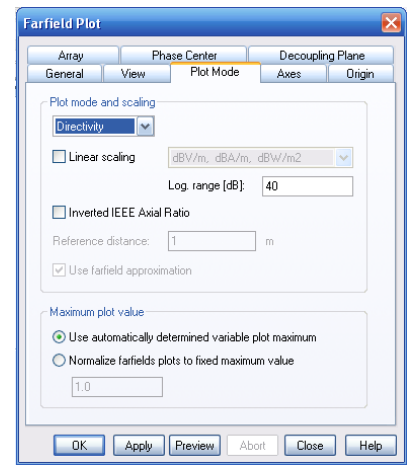 Farfield Plot
Array Phase Center Decoupling Plane
General View Plot Mode Axes Origin
Plot mode and scaling
Directivity
Linear scaling dBV/m, dBA/m, dBW/m2
Log. range [dB]: 40
Inverted IEEE Axial Ratio
Reference distance: 1 m
Use farfield approximation
Maximum plot value
Use automatically determined variable plot maximum
Normalize farfields plots to fixed maximum value
1.0
OK Apply Preview Abort Close Help